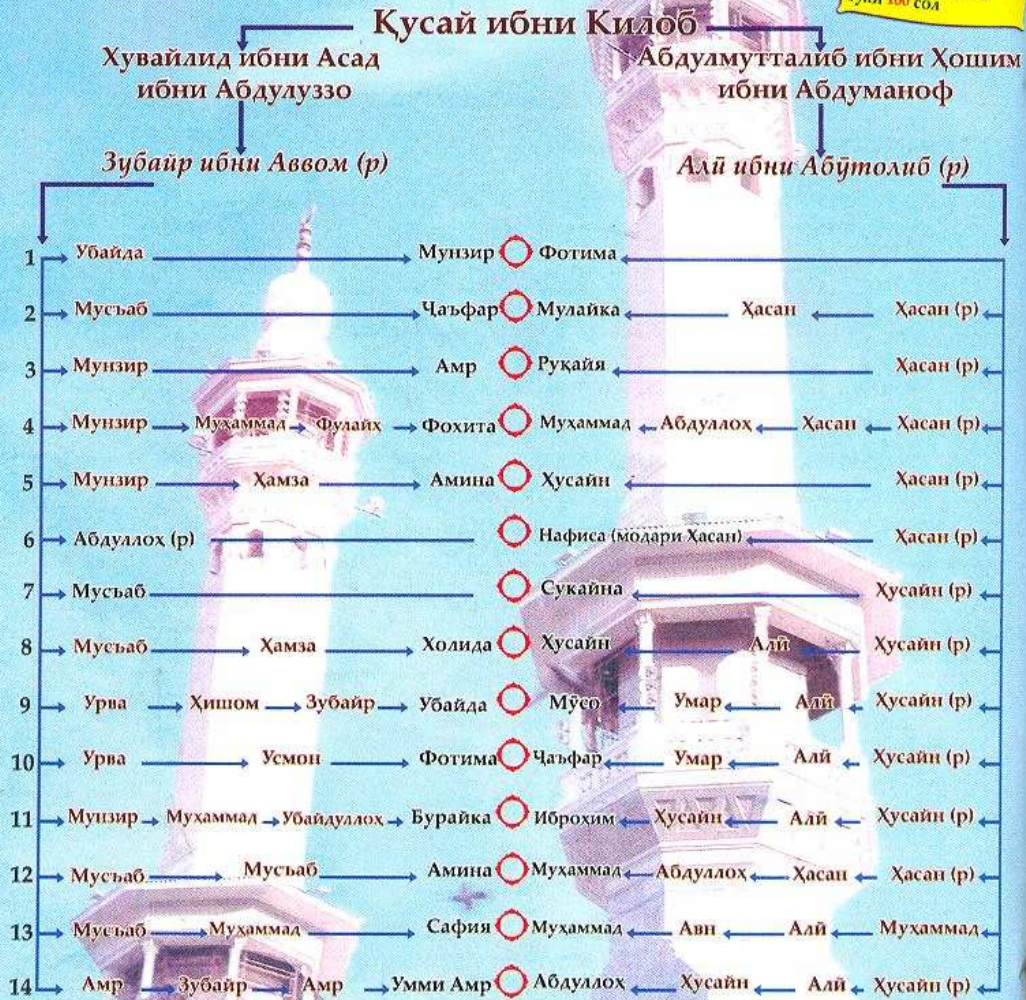 100 сол
Қусай ибни Килоб
Хувайлид ибни Асад
ибни Абдулуззо
Абдулмутталиб ибни Ҳошим
ибни Абдуманоф
Зубайр ибни Аввом (р)
Алӣ ибни Абӯтолиб (р)
1 Убайда Мунзир Фотима
2 Мусъаб Ҷаъфар Мулайка Ҳасан Ҳасан (р)
3 Мунзир Амр Руқайя Ҳасан (р)
4 Мунзир Муҳаммад Фулайҳ Фохита Муҳаммад Абдуллоҳ Ҳасан Ҳасан (р)
5 Мунзир Ҳамза Амина Ҳусайн Ҳасан (р)
6 Абдуллоҳ (р) Нафиса (модари Ҳасан) Ҳасан (р)
7 Мусъаб Сукайна Ҳусайн (р)
8 Мусъаб Ҳамза Холида Ҳусайн Алӣ Ҳусайн (р)
9 Урва Ҳишом Зубайр Убайда Мӯсо Умар Алӣ Ҳусайн (р)
10 Урва Усмон Фотима Ҷаъфар Умар Алӣ Ҳусайн (р)
11 Мунзир Муҳаммад Убайдуллоҳ Бурайка Иброҳим Ҳусайн Алӣ Ҳусайн (р)
12 Мусъаб Мусъаб Амина Муҳаммад Абдуллоҳ Ҳасан Ҳасан (р)
13 Мусъаб Муҳаммад Сафия Муҳаммад Авн Алӣ Муҳаммад
14 Амр Зубайр Амр Умми Амр Абдуллоҳ Ҳусайн Алӣ Ҳусайн (р)